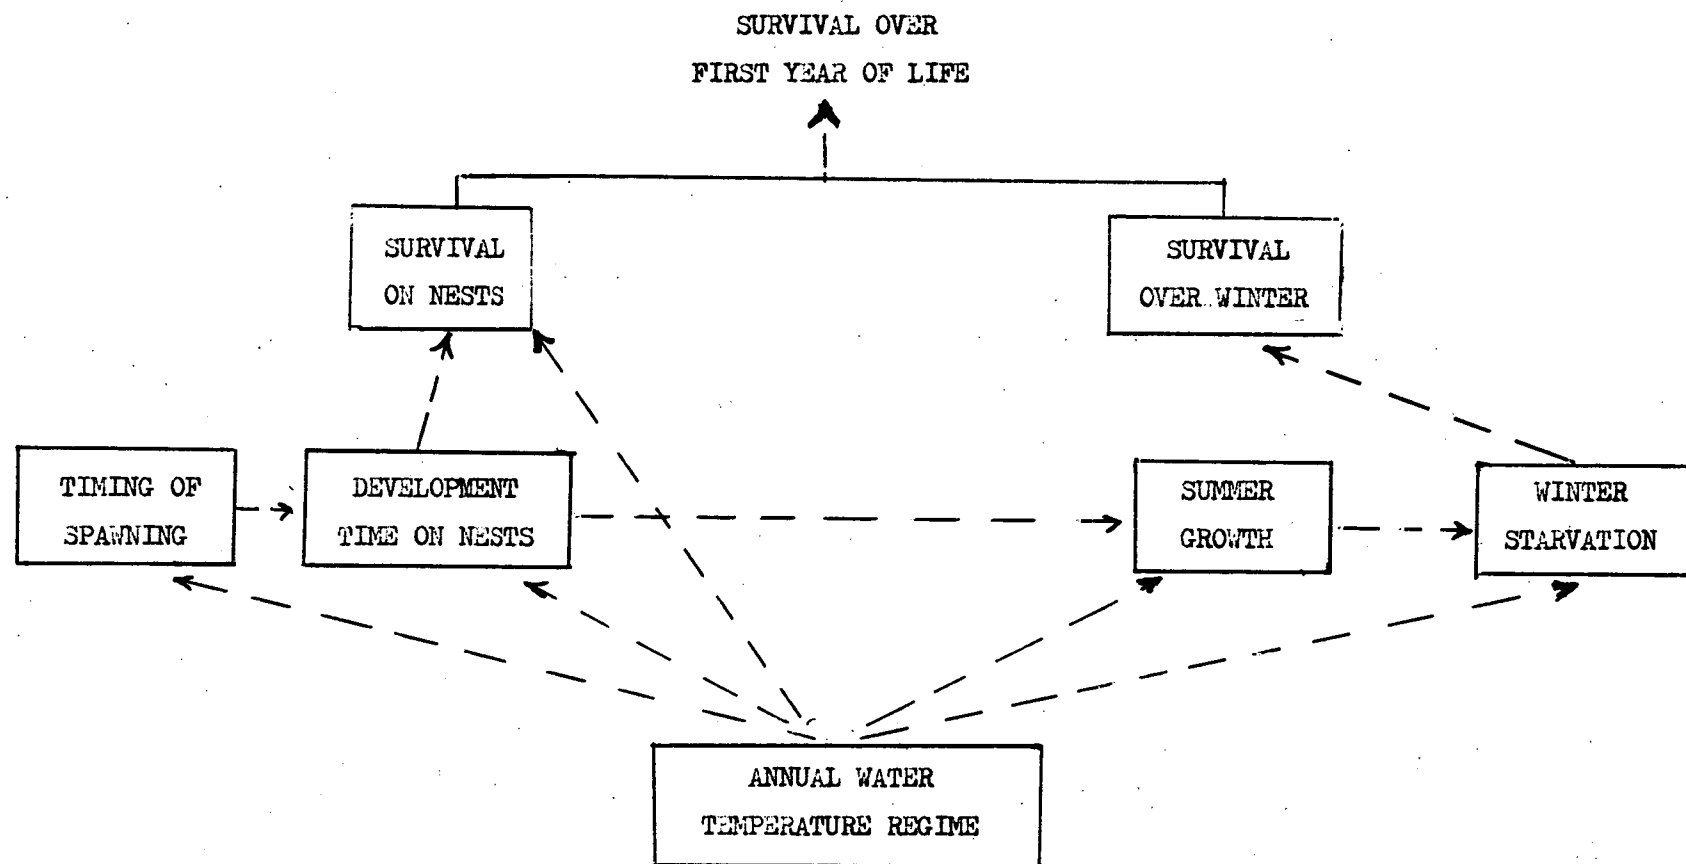 SURVIVAL OVER
FIRST YEAR OF LIFE
SURVIVAL
ON NESTS
SURVIVAL
OVER WINTER
TIMING OF
SPAWNING
DEVELOPMENT
TIME ON NESTS
SUMMER
GROWTH
WINTER
STARVATION
ANNUAL WATER
TEMPERATURE REGIME